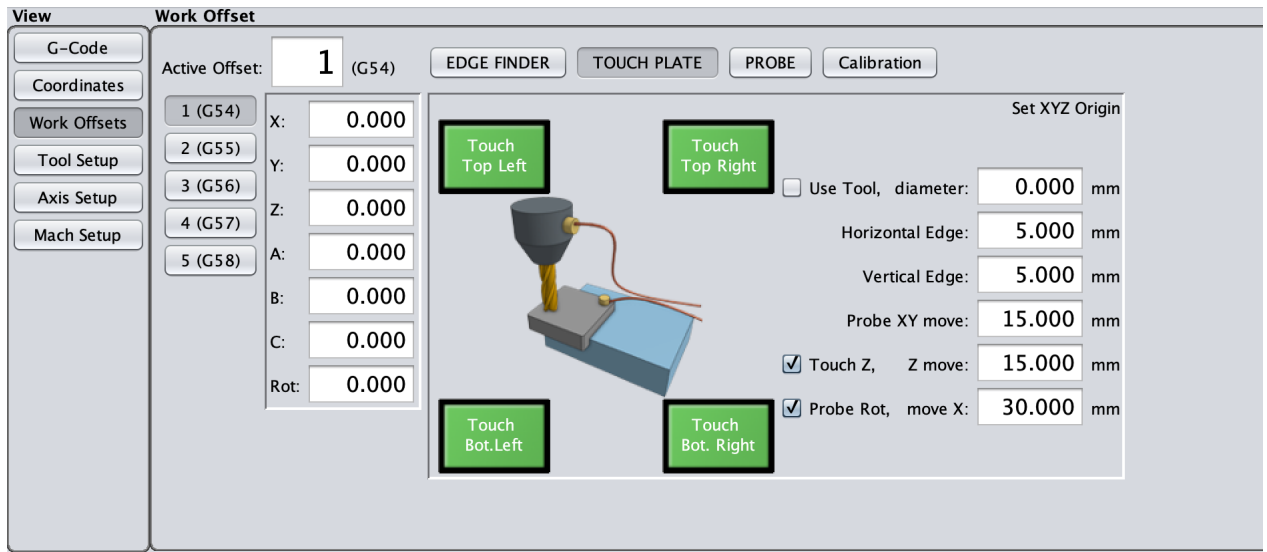 View
Work Offset
G-Code
Coordinates
Work Offsets
Tool Setup
Axis Setup
Mach Setup
Active Offset: 1 (G54)
EDGE FINDER TOUCH PLATE PROBE Calibration
1 (G54)
2 (G55)
3 (G56)
4 (G57)
5 (G58)
X: 0.000
Y: 0.000
Z: 0.000
A: 0.000
B: 0.000
C: 0.000
Rot: 0.000
Touch
Top Left
Touch
Top Right
Touch
Bot.Left
Touch
Bot. Right
Set XYZ Origin
Use Tool, diameter: 0.000 mm
Horizontal Edge: 5.000 mm
Vertical Edge: 5.000 mm
Probe XY move: 15.000 mm
Touch Z, Z move: 15.000 mm
Probe Rot, move X: 30.000 mm